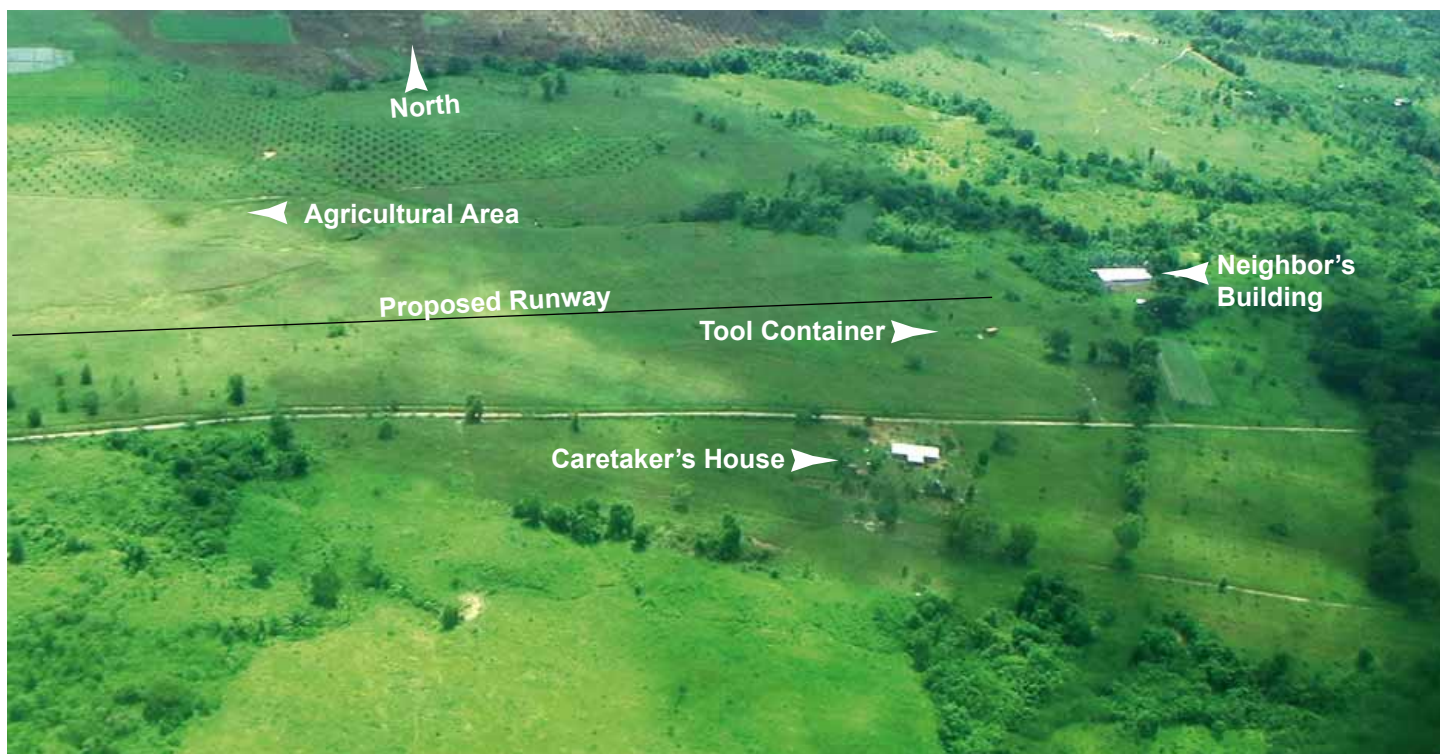 North
Agricultural Area
Neighbor's
Building
Proposed Runway
Tool Container
Caretaker's House